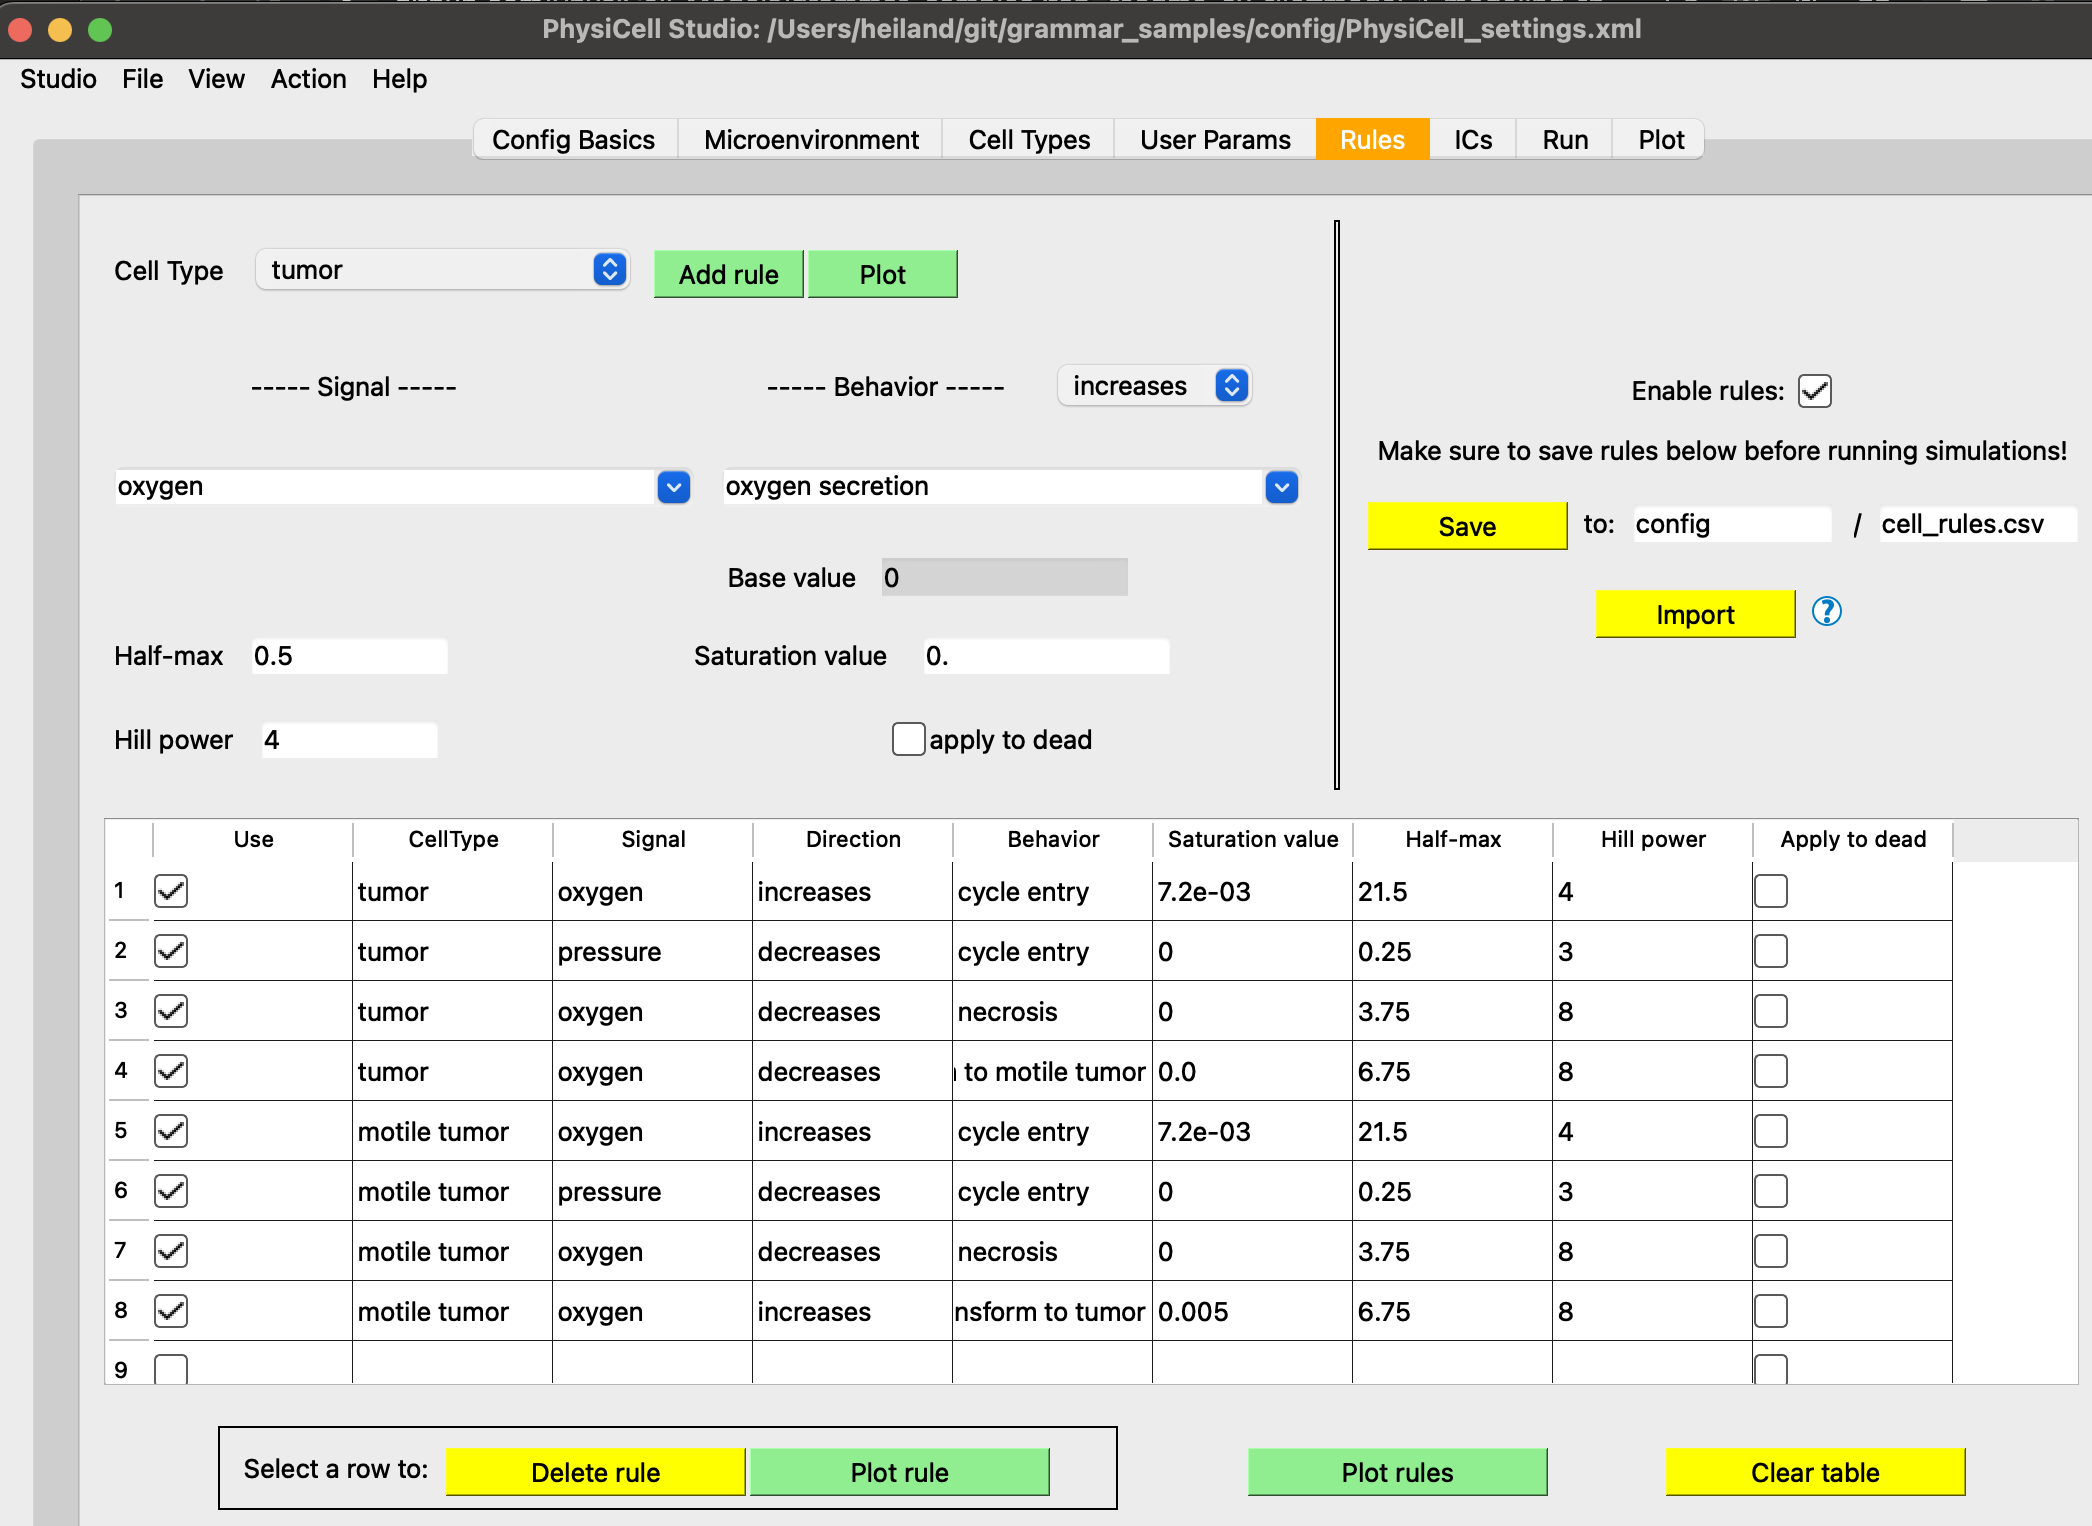 PhysiCell Studio: /Users/heiland/git/grammar_samples/config/PhysiCell_settings.xml
Studio File View Action Help
Config Basics Microenvironment Cell Types User Params Rules ICs Run Plot
Cell Type tumor Add rule Plot
----- Signal ----- ----- Behavior ----- increases
Enable rules:
Make sure to save rules below before running simulations!
oxygen oxygen secretion
Save to: config / cell_rules.csv
Base value 0
Import ?
Half-max 0.5 Saturation value 0.
Hill power 4 apply to dead
Use CellType Signal Direction Behavior Saturation value Half-max Hill power Apply to dead
1 tumor oxygen increases cycle entry 7.2e-03 21.5 4
2 tumor pressure decreases cycle entry 0 0.25 3
3 tumor oxygen decreases necrosis 0 3.75 8
4 tumor oxygen decreases to motile tumor 0.0 6.75 8
5 motile tumor oxygen increases cycle entry 7.2e-03 21.5 4
6 motile tumor pressure decreases cycle entry 0 0.25 3
7 motile tumor oxygen decreases necrosis 0 3.75 8
8 motile tumor oxygen increases nsform to tumor 0.005 6.75 8
9
Select a row to: Delete rule Plot rule Plot rules Clear table